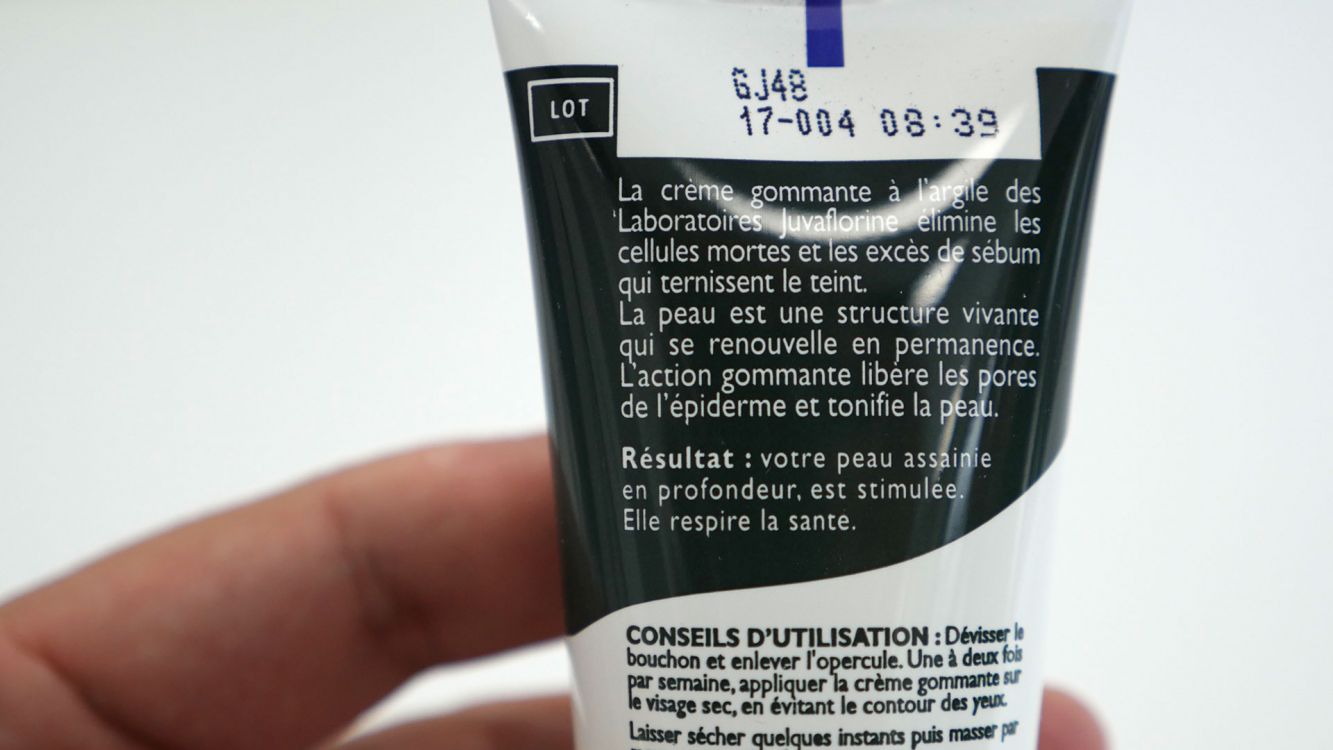 LOT
GJ48
17-004 08:39
La crème gommante à l'argile des
Laboratoires Juvaflorine élimine les
cellules mortes et les excès de sébum
qui ternissent le teint.
La peau est une structure vivante
qui se renouvelle en permanence.
L'action gommante libère les pores
de l'épiderme et tonifie la peau.
Résultat : votre peau assainie
en profondeur, est stimulée.
Elle respire la santé.
CONSEILS D'UTILISATION : Dévisser le
bouchon et enlever l'opercule. Une à deux fois
par semaine, appliquer la crème gommante sur
le visage sec, en évitant le contour des yeux.
Laisser sécher quelques instants puis masser par